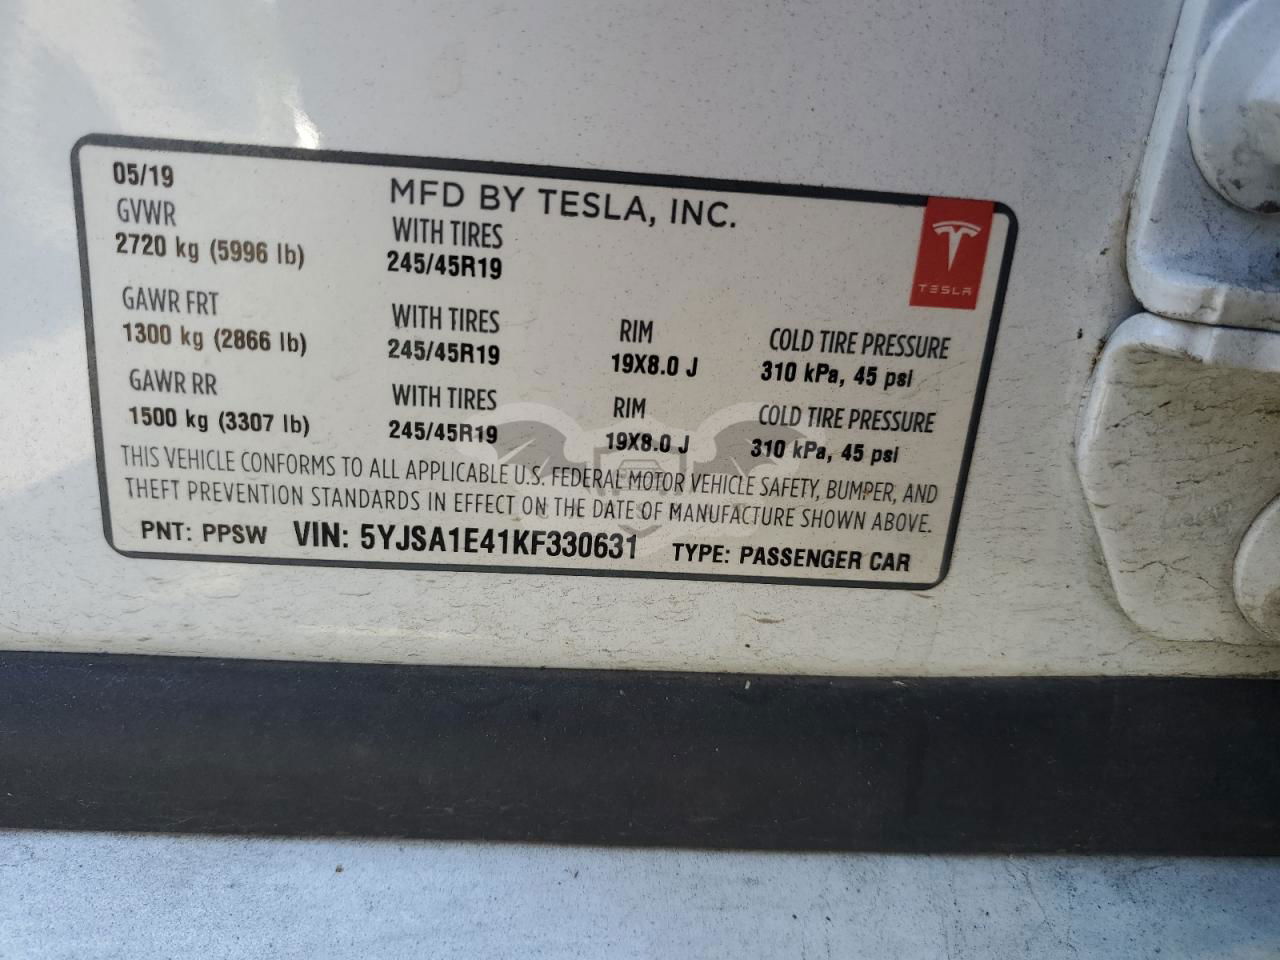 05/19 MFD BY TESLA, INC.
GVWR WITH TIRES
2720 kg (5996 lb) 245/45R19
TESLA
GAWR FRT WITH TIRES RIM COLD TIRE PRESSURE
1300 kg (2866 lb) 245/45R19 19X8.0 J 310 kPa, 45 psi
GAWR RR WITH TIRES RIM COLD TIRE PRESSURE
1500 kg (3307 lb) 245/45R19 19X8.0 J 310 kPa, 45 psi
THIS VEHICLE CONFORMS TO ALL APPLICABLE U.S. FEDERAL MOTOR VEHICLE SAFETY, BUMPER, AND
THEFT PREVENTION STANDARDS IN EFFECT ON THE DATE OF MANUFACTURE SHOWN ABOVE.
PNT: PPSW VIN: 5YJSA1E41KF330631 TYPE: PASSENGER CAR